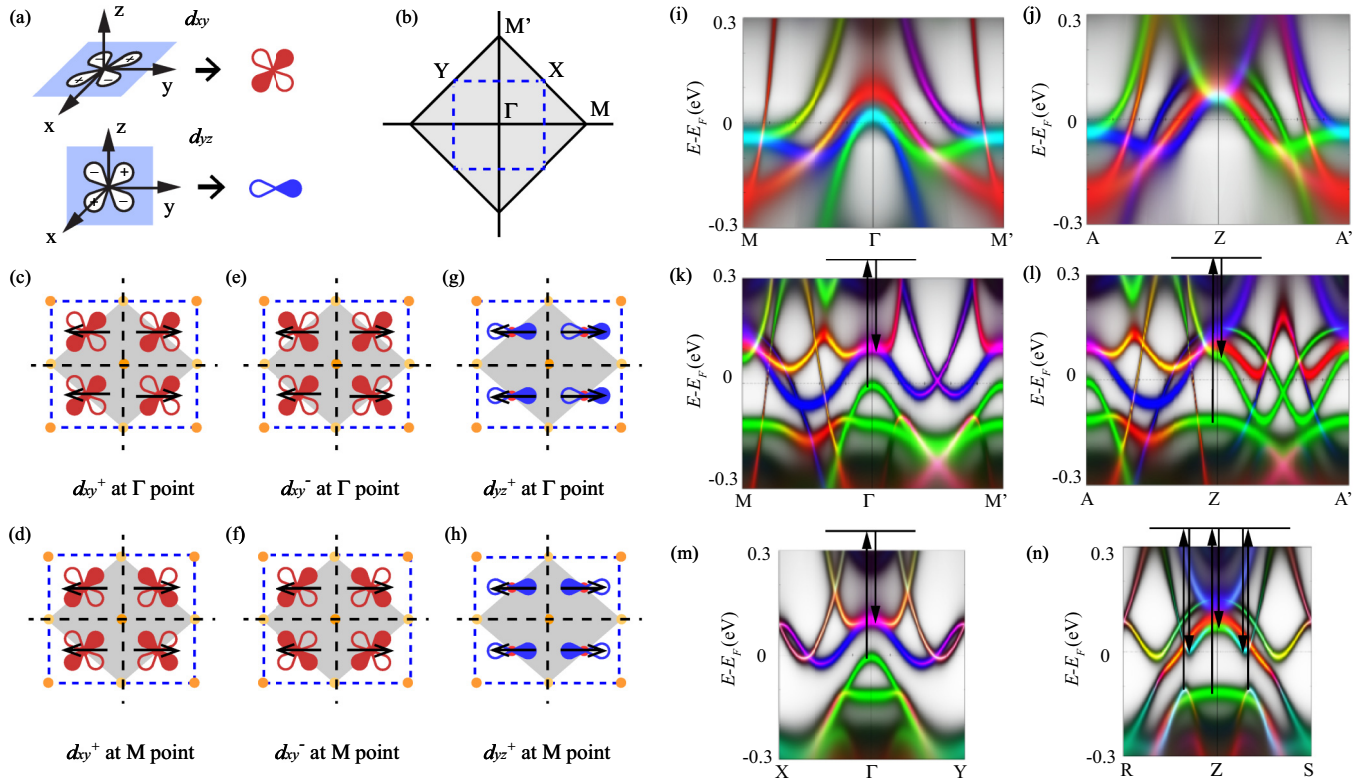 (a)
z
d_xy
y
x
z
d_yz
y
x
− + + −
− + + −
(b)
M’
Y
X
Γ
M
(c)
(e)
(g)
d_xy^+ at Γ point
d_xy^- at Γ point
d_yz^+ at Γ point
(d)
(f)
(h)
d_xy^+ at M point
d_xy^- at M point
d_yz^+ at M point
(i)
0.3
E-E_F (eV)
0
-0.3
M
Γ
M'
(j)
0.3
E-E_F (eV)
0
-0.3
A
Z
A'
(k)
0.3
E-E_F (eV)
0
-0.3
M
Γ
M'
(l)
0.3
E-E_F (eV)
0
-0.3
A
Z
A'
(m)
0.3
E-E_F (eV)
0
-0.3
X
Γ
Y
(n)
0.3
E-E_F (eV)
0
-0.3
R
Z
S